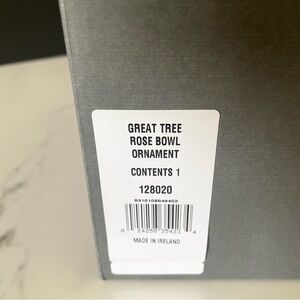 GREAT TREE
ROSE BOWL
ORNAMENT
CONTENTS 1
128020
MADE IN IRELAND